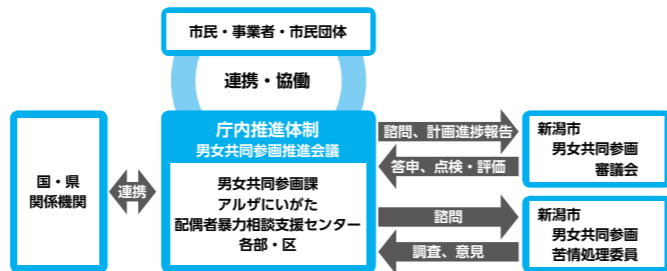 市民・事業者・市民団体
連携・協働
庁内推進体制
男女共同参画推進会議
男女共同参画課
アルザにいがた
配偶者暴力相談支援センター
各部・区
国・県
関係機関
連携
諮問、計画進捗報告
答申、点検・評価
新潟市
男女共同参画
審議会
諮問
調査、意見
新潟市
男女共同参画
苦情処理委員